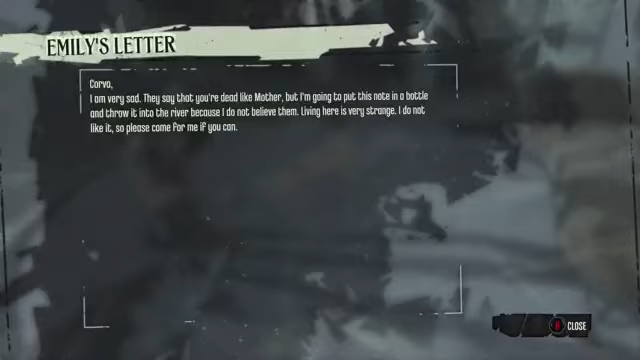 EMILY'S LETTER
Corvo,
I am very sad. They say that you're dead like Mother, but I'm going to put this note in a bottle
and throw it into the river because I do not believe them. Living here is very strange. I do not
like it, so please come for me if you can.
CLOSE